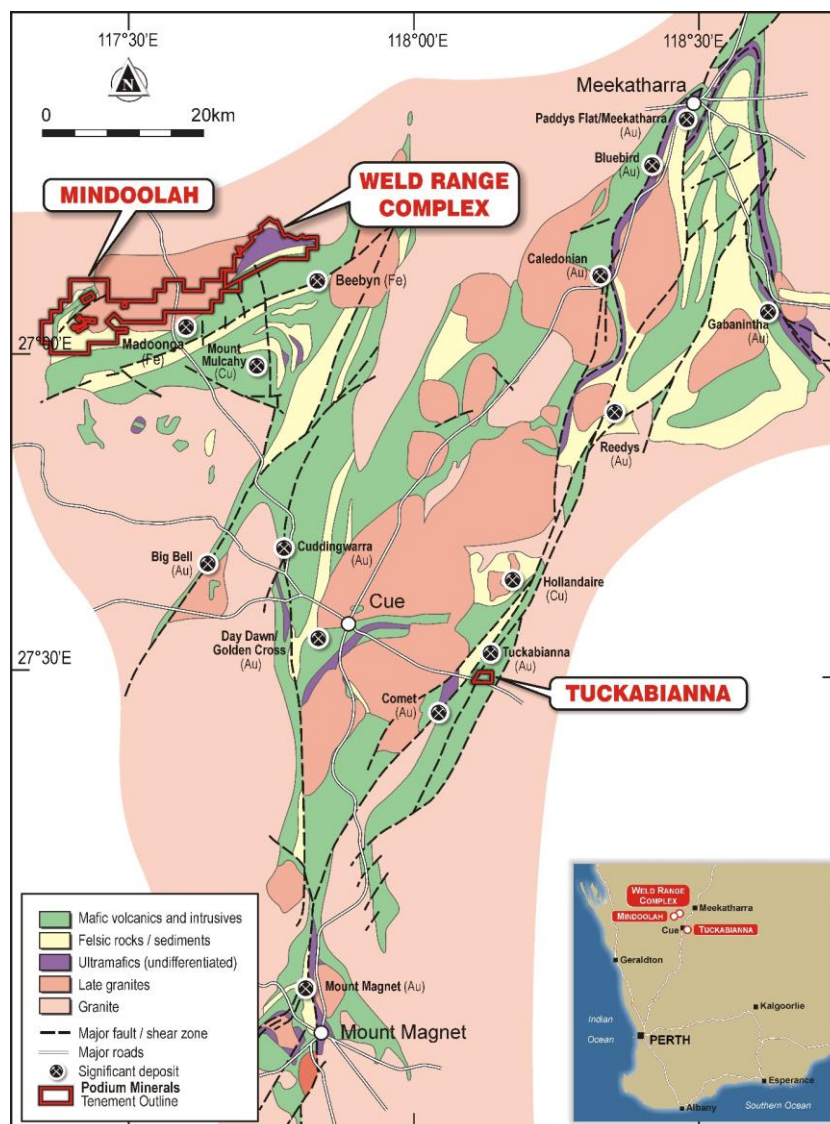 117°30,'E
118°00,'E
118°30,'E
N
0
20km
Meekatharra
Paddys Flat/Meekatharra
(Au)
Bluebird
(Au)
MINDOOLAH
WELD RANGE
COMPLEX
Caledonian
(Au)
Beebyn (Fe)
Gabanintha
(Au)
Madoonga
(Fe)
27°00,'E
Mount
Mulcahy
(Cu)
Reedys
(Au)
Big Bell
(Au)
Cuddingwarra
(Au)
Hollandaire
(Cu)
Cue
Day Dawn/
Golden Cross
(Au)
Tuckabianna
(Au)
27°30,'E
TUCKABIANNA
Comet
(Au)
Mount Magnet (Au)
Mount Magnet
Mafic volcanics and intrusives
Felsic rocks / sediments
Ultramafics (undifferentiated)
Late granites
Granite
Major fault / shear zone
Major roads
Significant deposit
Podium Minerals
Tenement Outline
WELD RANGE
COMPLEX
Meekatharra
MINDOOLAH
Cue
TUCKABIANNA
Geraldton
Kalgoorlie
Indian
Ocean
PERTH
Esperance
Albany
Southern Ocean